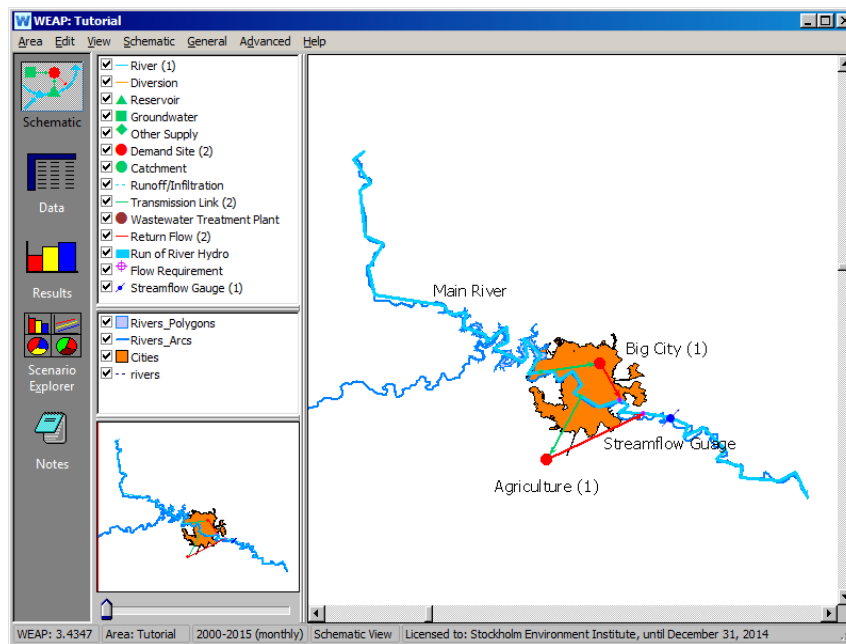 WEAP: Tutorial
Area Edit View Schematic General Advanced Help
Schematic
Data
Results
Scenario
Explorer
Notes
River (1)
Diversion
Reservoir
Groundwater
Other Supply
Demand Site (2)
Catchment
Runoff/Infiltration
Transmission Link (2)
Wastewater Treatment Plant
Return Flow (2)
Run of River Hydro
Flow Requirement
Streamflow Gauge (1)
Rivers_Polygons
Rivers_Arcs
Cities
rivers
Main River
Big City (1)
Streamflow Guage
Agriculture (1)
WEAP: 3.4347 Area: Tutorial 2000-2015 (monthly) Schematic View Licensed to: Stockholm Environment Institute, until December 31, 2014